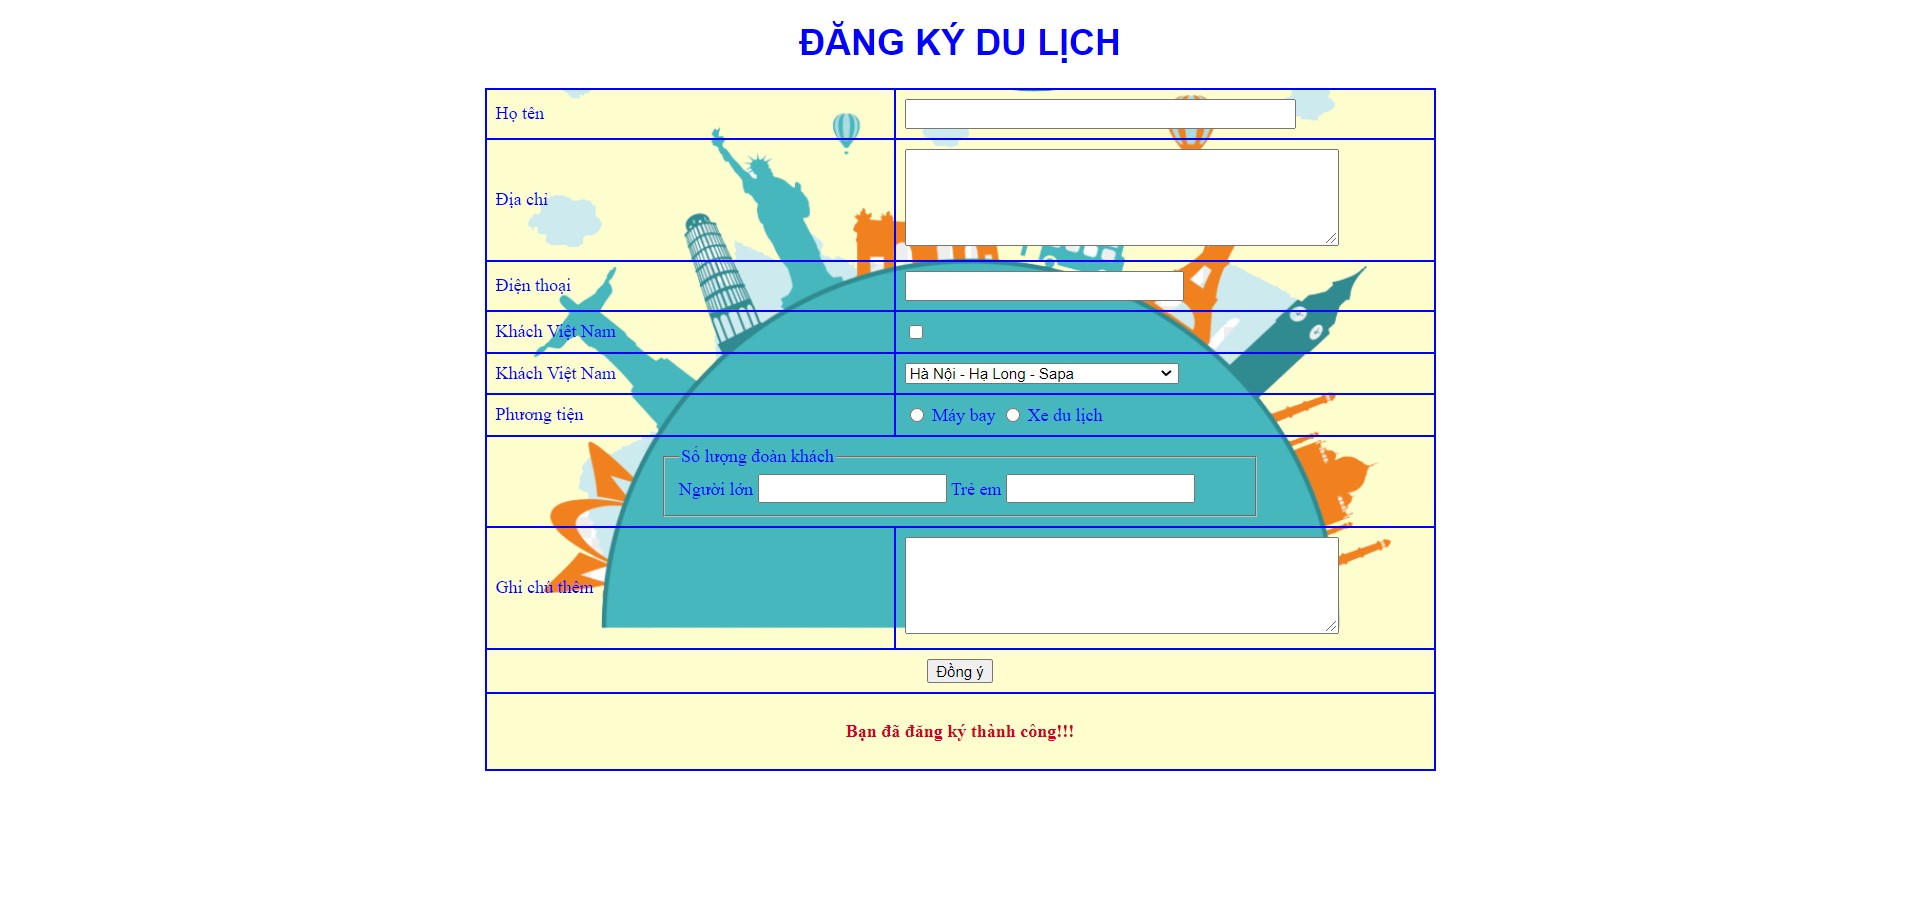 ĐĂNG KÝ DU LỊCH
Họ tên
Địa chỉ
Điện thoại
Khách Việt Nam
Khách Việt Nam
Hà Nội - Hạ Long - Sapa
Phương tiện
Máy bay Xe du lịch
Số lượng đoàn khách
Người lớn Trẻ em
Ghi chú thêm
Đồng ý
Bạn đã đăng ký thành công!!!